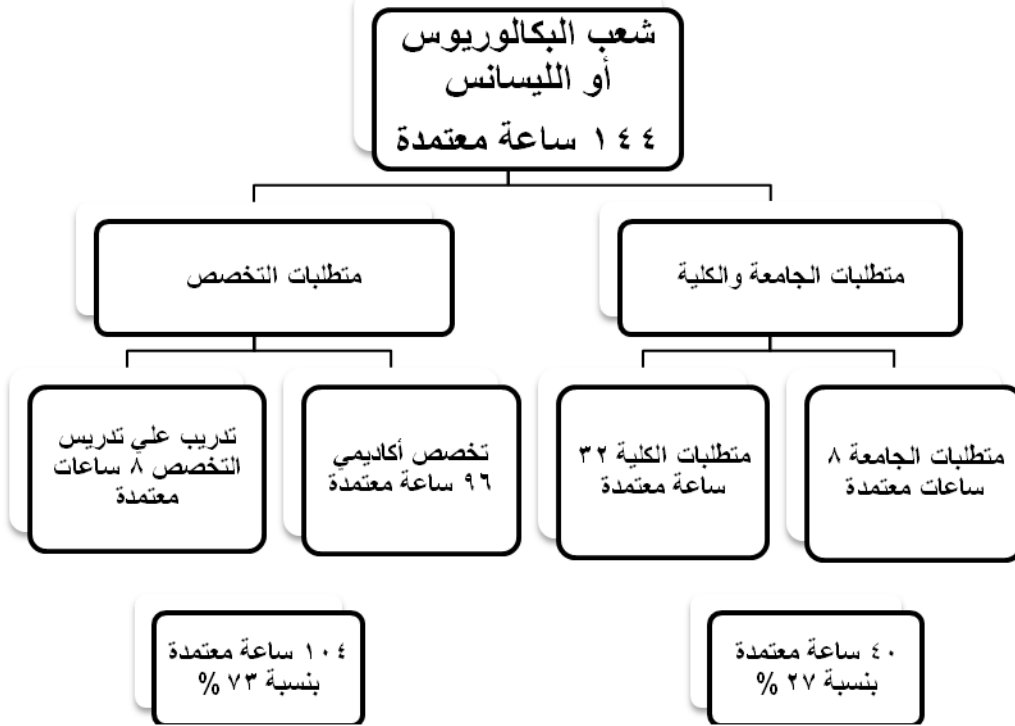 شعب البكالوريوس
أو الليسانس
١٤٤ ساعة معتمدة
متطلبات الجامعة والكلية
متطلبات التخصص
متطلبات الجامعة ٨
ساعات معتمدة
متطلبات الكلية ٣٢
ساعة معتمدة
تخصص أكاديمي
٩٦ ساعة معتمدة
تدريب علي تدريس
التخصص ٨ ساعات
معتمدة
٤٠ ساعة معتمدة
بنسبة ٢٧ %
١٠٤ ساعة معتمدة
بنسبة ٧٣ %